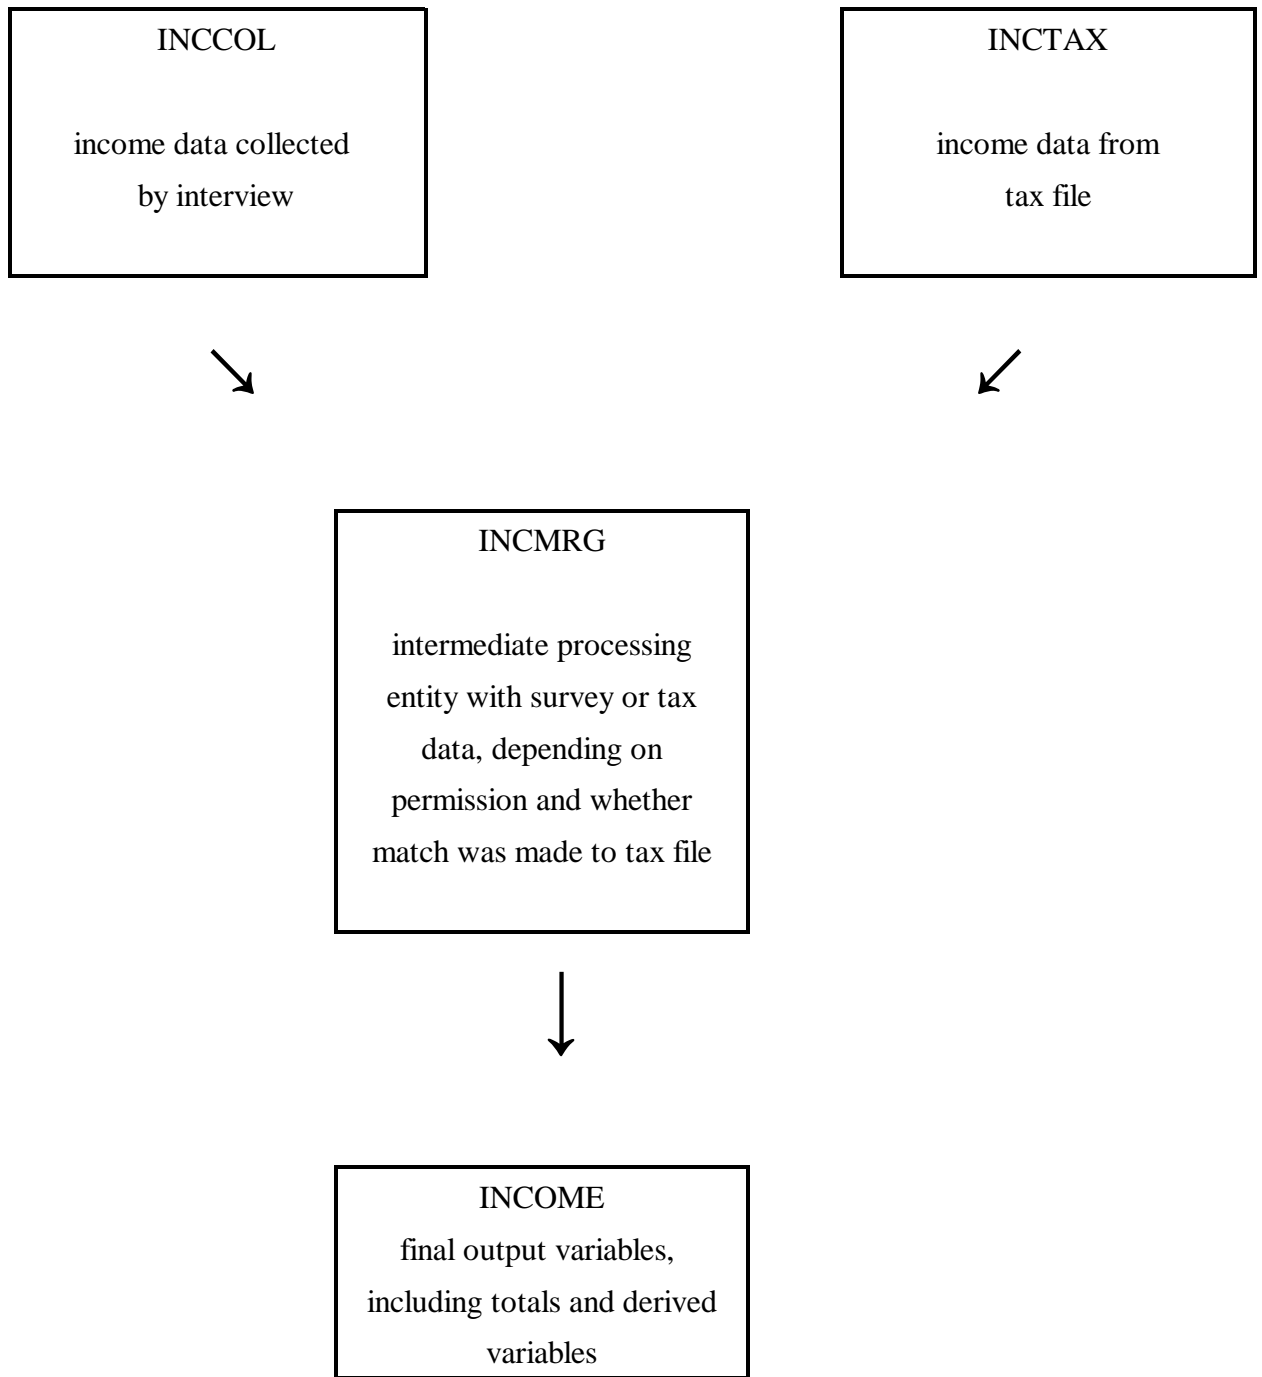 INCCOL
income data collected
by interview
INCTAX
income data from
tax file
INCMRG
intermediate processing
entity with survey or tax
data, depending on
permission and whether
match was made to tax file
INCOME
final output variables,
including totals and derived
variables